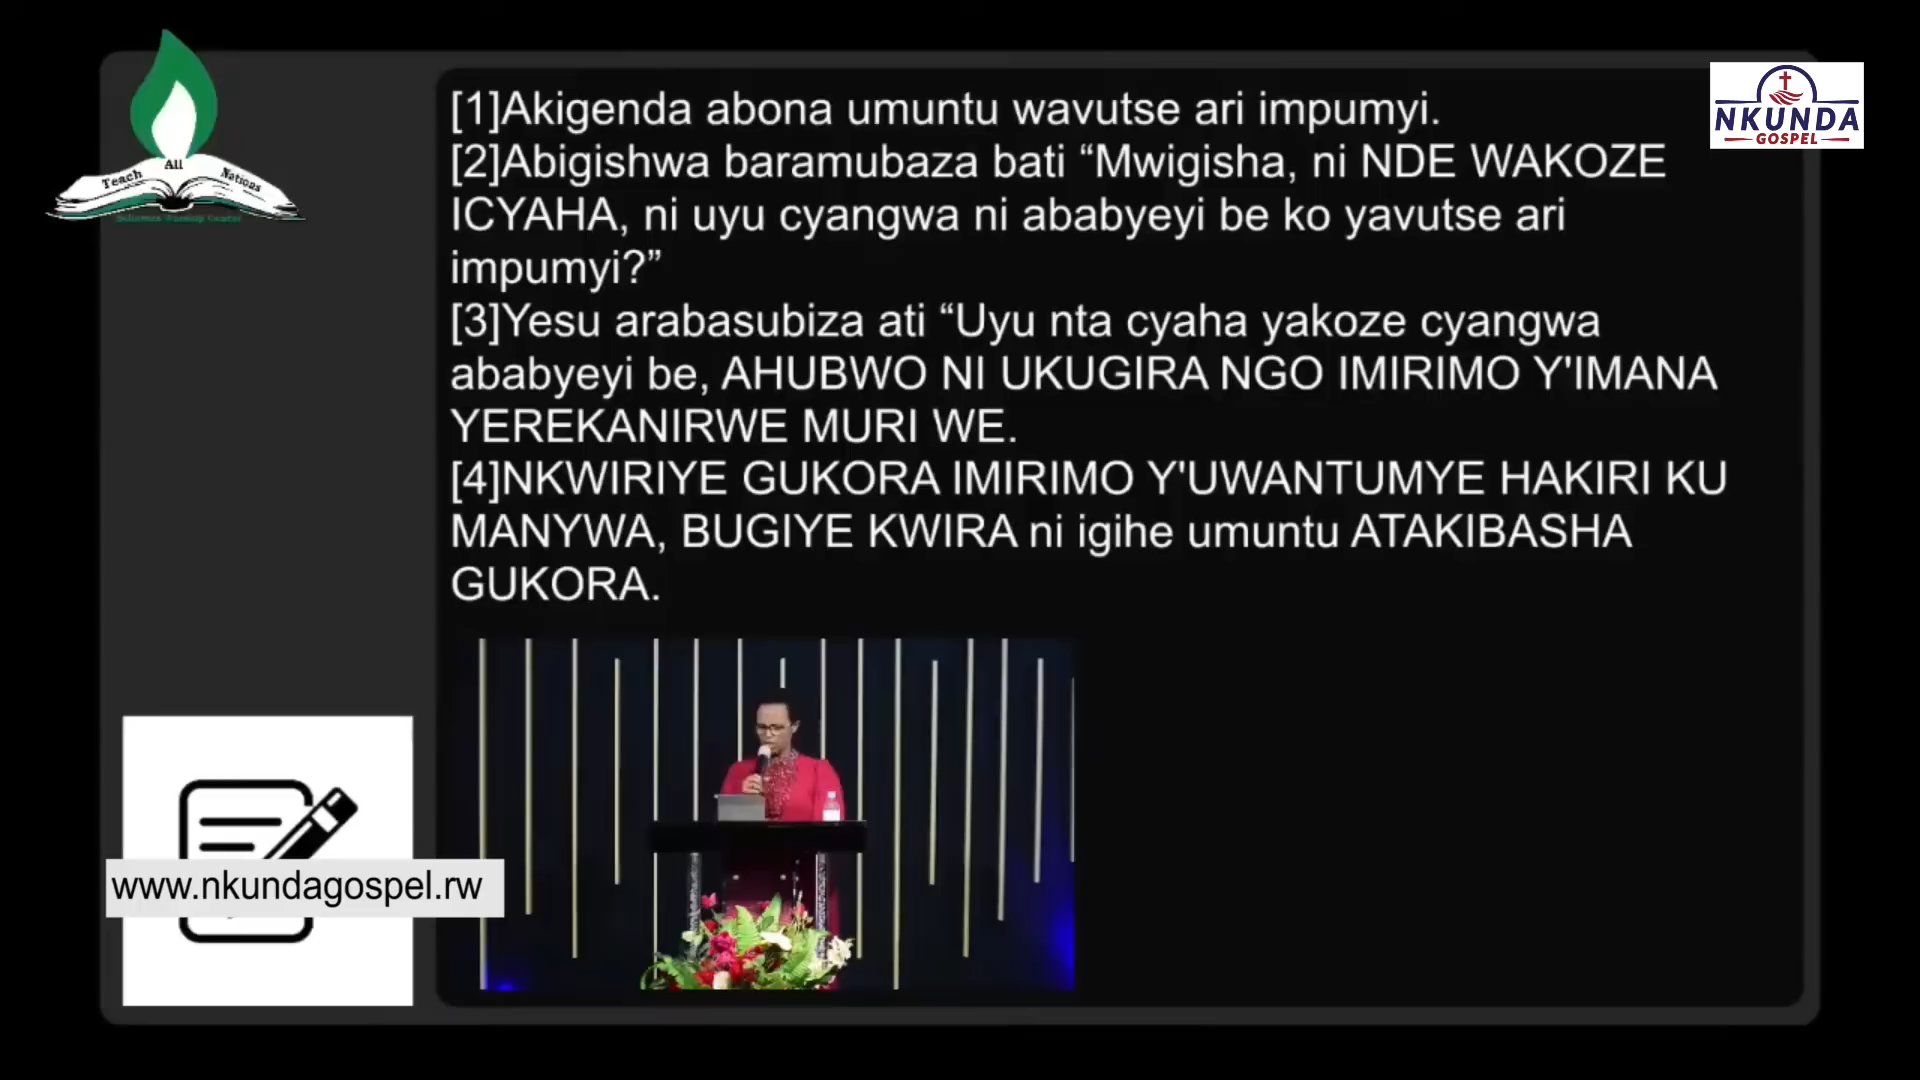 Teach All Nations
NKUNDA
GOSPEL
[1]Akigenda abona umuntu wavutse ari impumyi.
[2]Abigishwa baramubaza bati “Mwigisha, ni NDE WAKOZE
ICYAHA, ni uyu cyangwa ni ababyeyi be ko yavutse ari
impumyi?”
[3]Yesu arabasubiza ati “Uyu nta cyaha yakoze cyangwa
ababyeyi be, AHUBWO NI UKUGIRA NGO IMIRIMO Y'IMANA
YEREKANIRWE MURI WE.
[4]NKWIRIYE GUKORA IMIRIMO Y'UWANTUMYE HAKIRI KU
MANYWA, BUGIYE KWIRA ni igihe umuntu ATAKIBASHA
GUKORA.
www.nkundagospel.rw